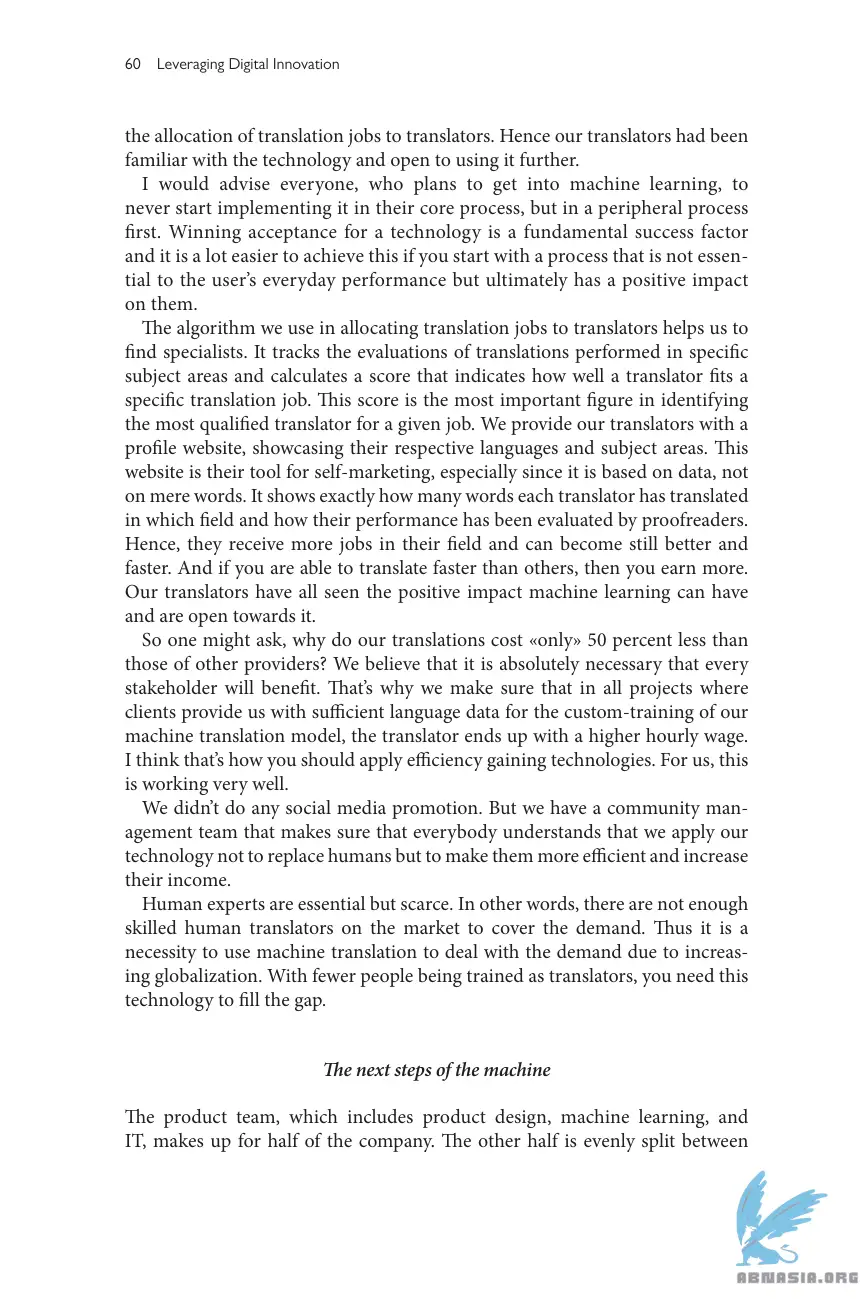 60 Leveraging Digital Innovation
the allocation of translation jobs to translators. Hence our translators had been
familiar with the technology and open to using it further.
I would advise everyone, who plans to get into machine learning, to
never start implementing it in their core process, but in a peripheral process
first. Winning acceptance for a technology is a fundamental success factor
and it is a lot easier to achieve this if you start with a process that is not essen-
tial to the user’s everyday performance but ultimately has a positive impact
on them.
The algorithm we use in allocating translation jobs to translators helps us to
find specialists. It tracks the evaluations of translations performed in specific
subject areas and calculates a score that indicates how well a translator fits a
specific translation job. This score is the most important figure in identifying
the most qualified translator for a given job. We provide our translators with a
profile website, showcasing their respective languages and subject areas. This
website is their tool for self-marketing, especially since it is based on data, not
on mere words. It shows exactly how many words each translator has translated
in which field and how their performance has been evaluated by proofreaders.
Hence, they receive more jobs in their field and can become still better and
faster. And if you are able to translate faster than others, then you earn more.
Our translators have all seen the positive impact machine learning can have
and are open towards it.
So one might ask, why do our translations cost «only» 50 percent less than
those of other providers? We believe that it is absolutely necessary that every
stakeholder will benefit. That’s why we make sure that in all projects where
clients provide us with sufficient language data for the custom-training of our
machine translation model, the translator ends up with a higher hourly wage.
I think that’s how you should apply efficiency gaining technologies. For us, this
is working very well.
We didn’t do any social media promotion. But we have a community man-
agement team that makes sure that everybody understands that we apply our
technology not to replace humans but to make them more efficient and increase
their income.
Human experts are essential but scarce. In other words, there are not enough
skilled human translators on the market to cover the demand. Thus it is a
necessity to use machine translation to deal with the demand due to increas-
ing globalization. With fewer people being trained as translators, you need this
technology to fill the gap.
The next steps of the machine
The product team, which includes product design, machine learning, and
IT, makes up for half of the company. The other half is evenly split between
ABNASIA.ORG